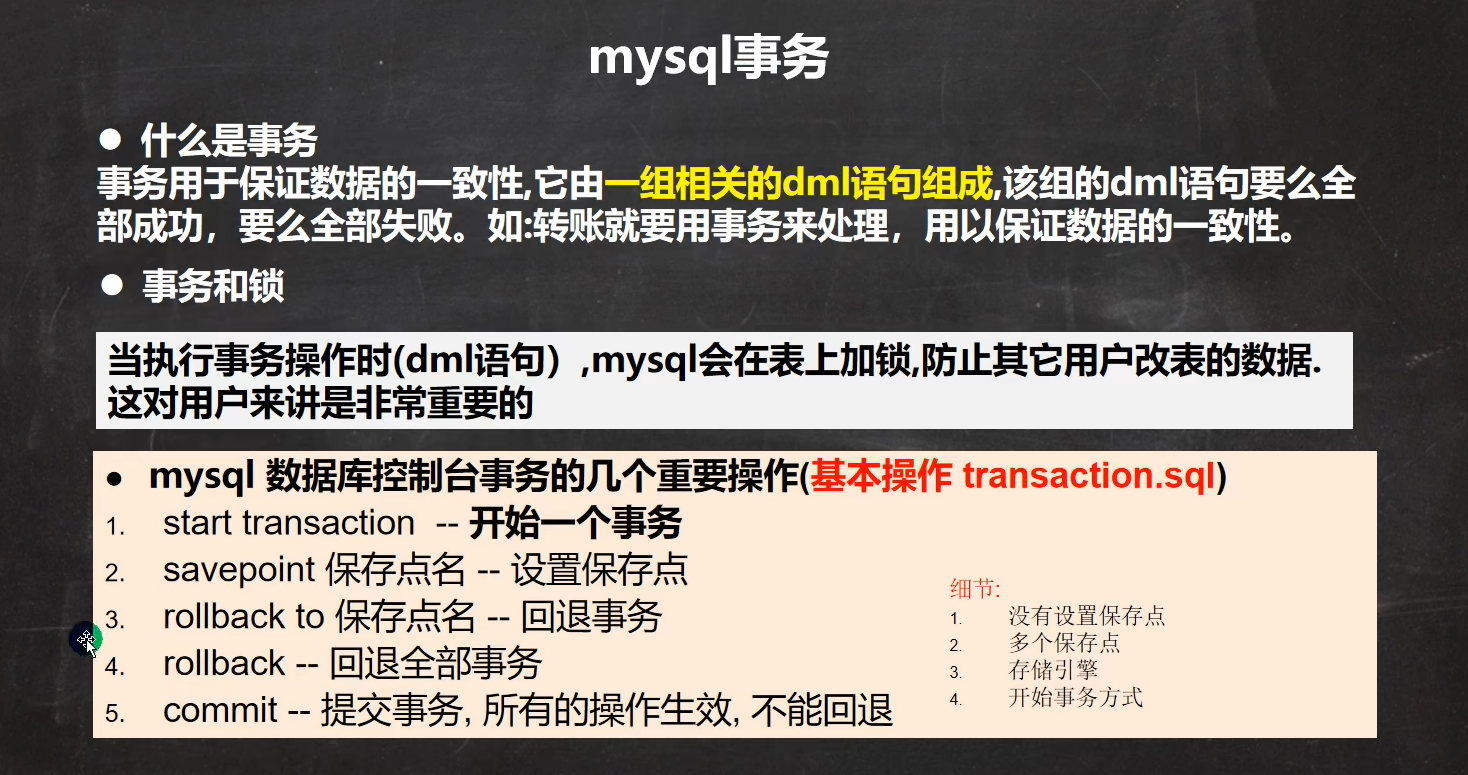 mysql事务
● 什么是事务
事务用于保证数据的一致性,它由一组相关的dml语句组成,该组的dml语句要么全
部成功，要么全部失败。如:转账就要用事务来处理，用以保证数据的一致性。
● 事务和锁
当执行事务操作时(dml语句）,mysql会在表上加锁,防止其它用户改表的数据.
这对用户来讲是非常重要的
● mysql 数据库控制台事务的几个重要操作(基本操作 transaction.sql)
1. start transaction -- 开始一个事务
2. savepoint 保存点名 -- 设置保存点
3. rollback to 保存点名 -- 回退事务
4. rollback -- 回退全部事务
5. commit -- 提交事务, 所有的操作生效, 不能回退
细节:
1. 没有设置保存点
2. 多个保存点
3. 存储引擎
4. 开始事务方式